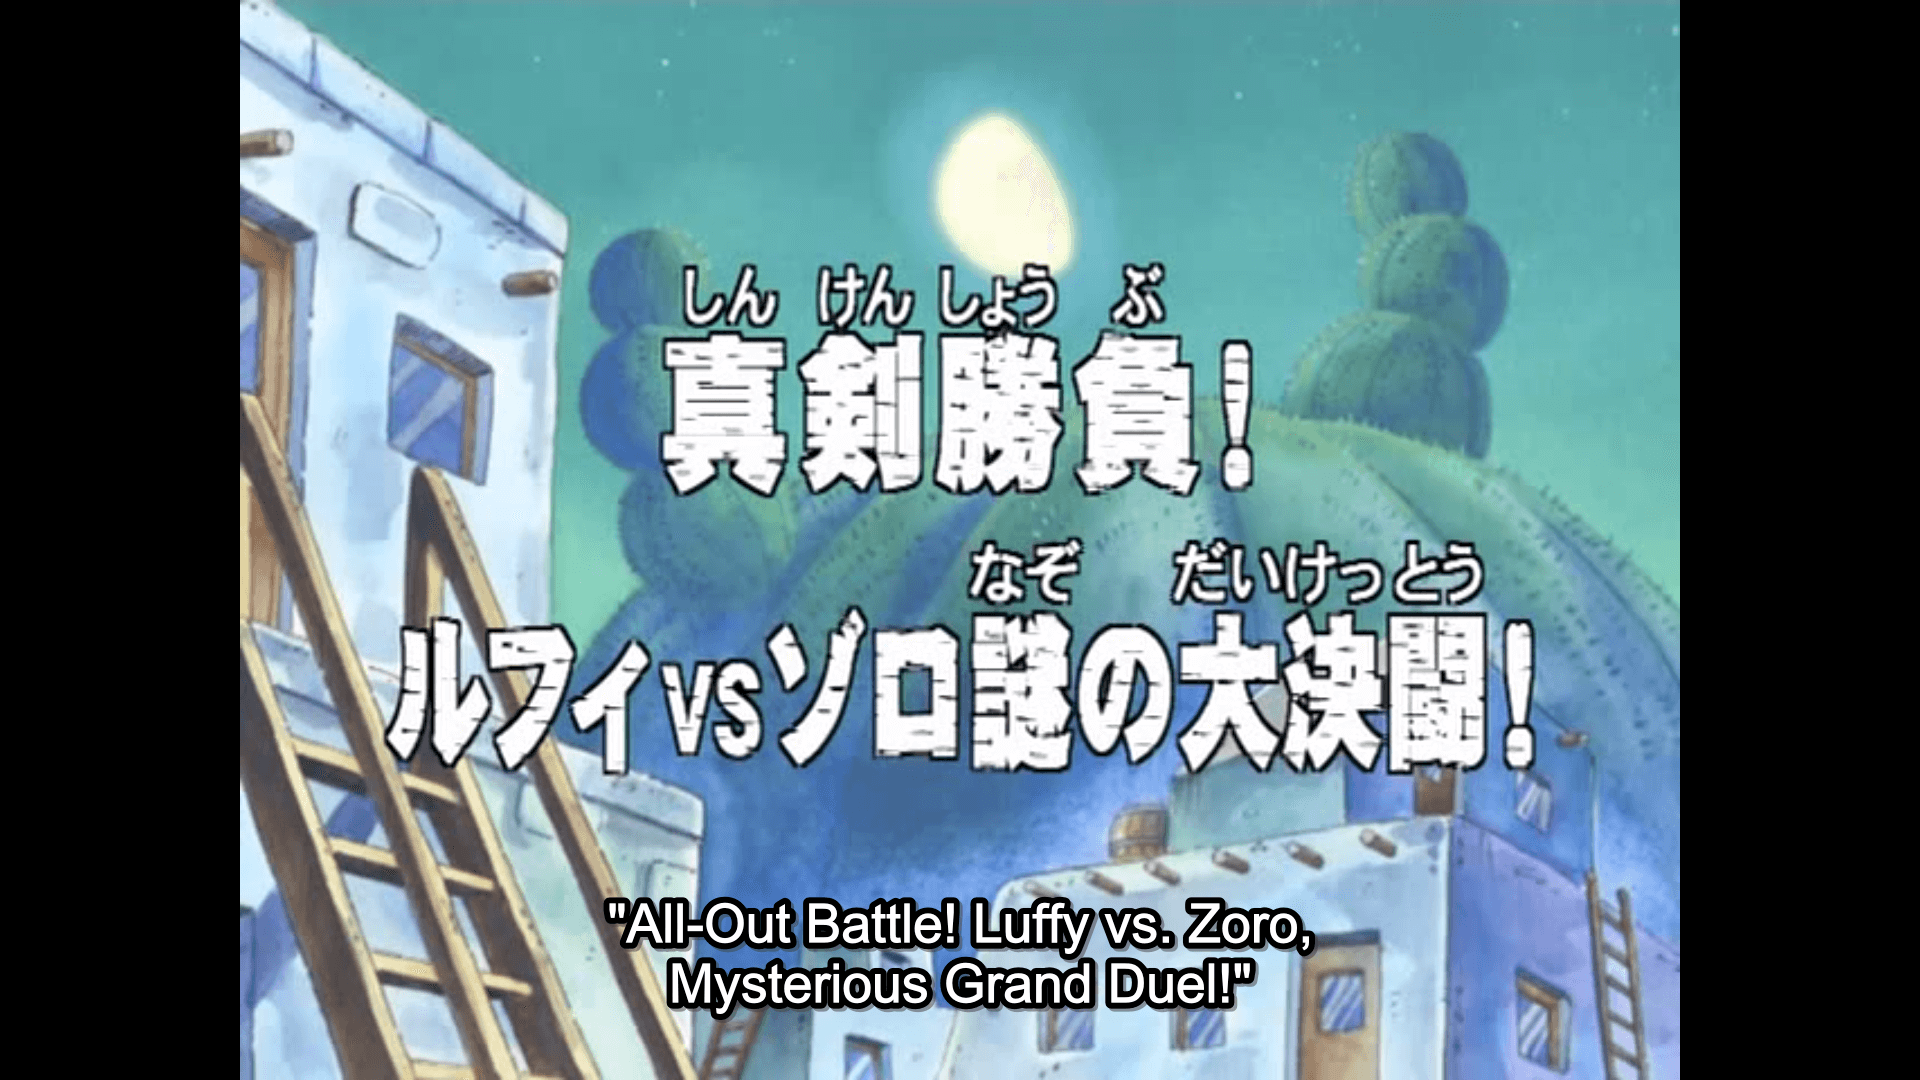 しんけんしょうぶ
真剣勝負!
なぞ だいけっとう
ルフィvsゾロ謎の大決闘!
"All-Out Battle! Luffy vs. Zoro,
Mysterious Grand Duel!"